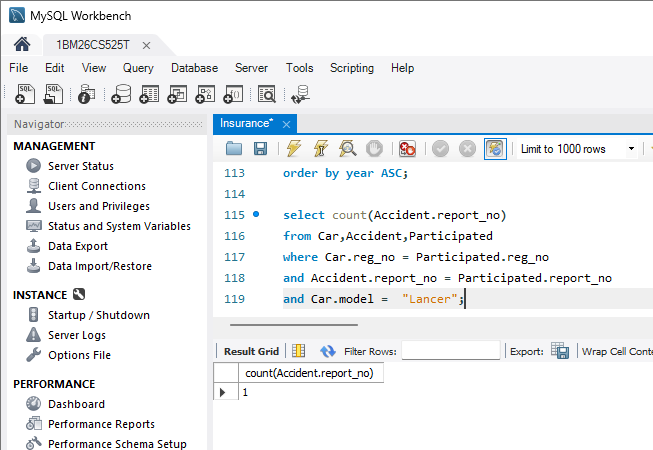 MySQL Workbench
1BM26CS525T
File Edit View Query Database Server Tools Scripting Help
Navigator
MANAGEMENT
Server Status
Client Connections
Users and Privileges
Status and System Variables
Data Export
Data Import/Restore
INSTANCE
Startup / Shutdown
Server Logs
Options File
PERFORMANCE
Dashboard
Performance Reports
Performance Schema Setup
Insurance*
Limit to 1000 rows
113 order by year ASC;
114
115 select count(Accident.report_no)
116 from Car,Accident,Participated
117 where Car.reg_no = Participated.reg_no
118 and Accident.report_no = Participated.report_no
119 and Car.model =  "Lancer";
Result Grid Filter Rows: Export: Wrap Cell Conte
count(Accident.report_no)
1